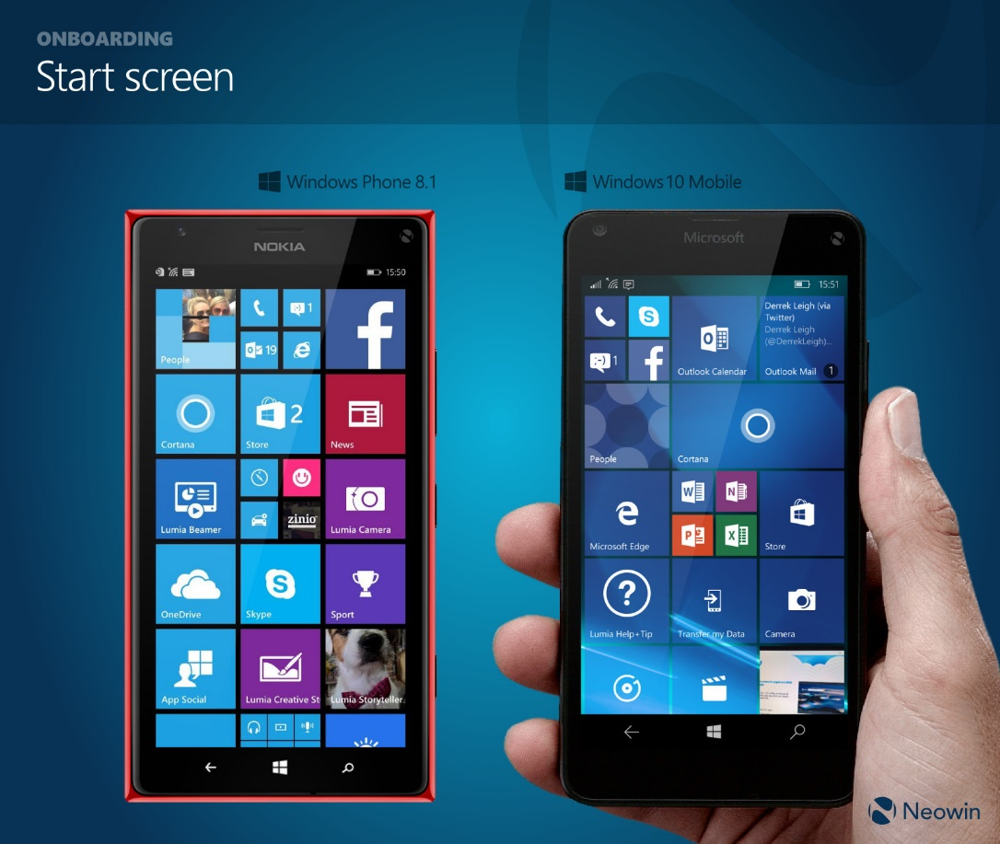 ONBOARDING
Start screen
Windows Phone 8.1
Windows 10 Mobile
NOKIA
15:50
People
1
19
f
Cortana
2
Store
News
Lumia Beamer
zinio
Lumia Camera
OneDrive
S
Skype
Sport
App Social
Lumia Creative St
Lumia Storyteller
Microsoft
15:51
S
Outlook Calendar
Derrek Leigh (via
Twitter)
Derrek Leigh
(@DerrekLeigh)...
Outlook Mail 1
1
f
People
Cortana
Microsoft Edge
W
N
P
X
Store
?
Lumia Help+Tip
Transfer my Data
Camera
Neowin